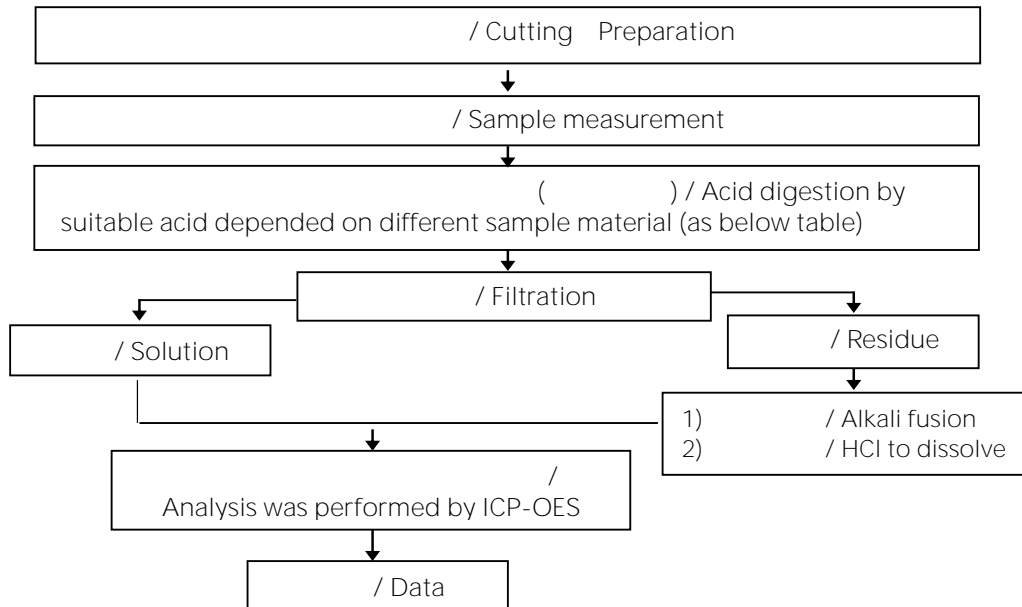 / Cutting Preparation
/ Sample measurement
( ) / Acid digestion by
suitable acid depended on different sample material (as below table)
/ Filtration
/ Solution
/ Residue
1) / Alkali fusion
2) / HCl to dissolve
/
Analysis was performed by ICP-OES
/ Data